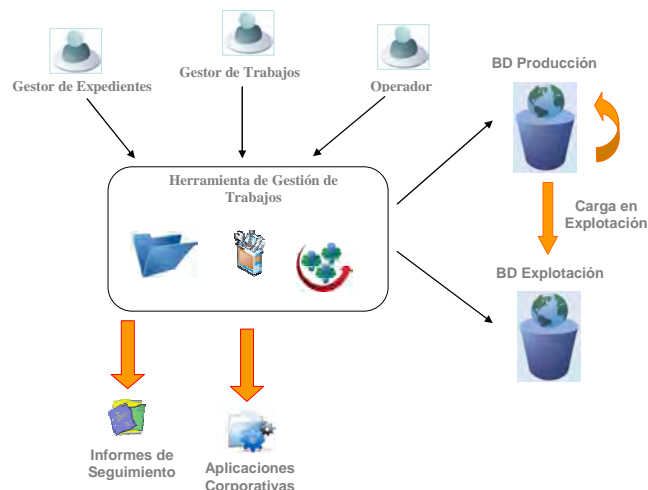 Gestor de Expedientes
Gestor de Trabajos
Operador
BD Producción
Herramienta de Gestión de
Trabajos
Carga en
Explotación
BD Explotación
Informes de
Seguimiento
Aplicaciones
Corporativas